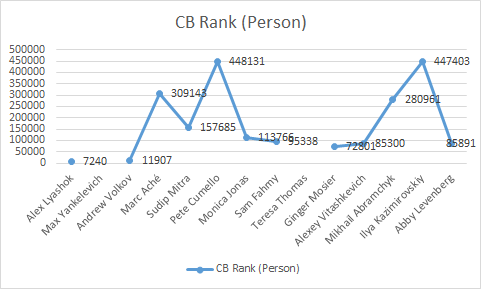 CB Rank (Person)
500000
450000
400000
350000
300000
250000
200000
150000
100000
50000
0
7240
11907
309143
157685
448131
113766
95338
72801
85300
280961
447403
85891
Alex Lyashok
Max Yankelevich
Andrew Volkov
Marc Aché
Sudip Mitra
Pete Cumello
Monica Jonas
Sam Fahmy
Teresa Thomas
Ginger Mosier
Alexey Vitashkevich
Mikhail Abramchyk
Ilya Kazimirovskiy
Abby Levenberg
CB Rank (Person)